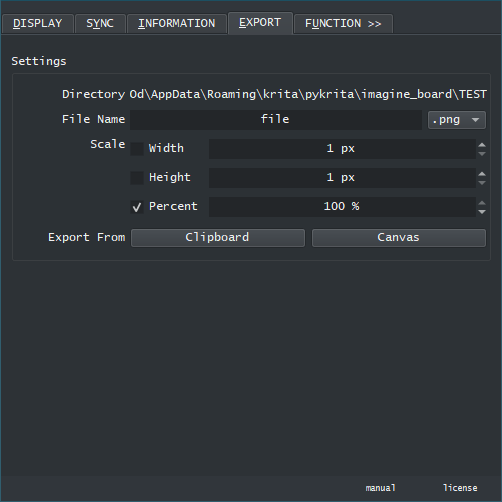 DISPLAY SYNC INFORMATION EXPORT FUNCTION >>
Settings
Directory Od\AppData\Roaming\krita\pykrita\imagine_board\TEST
File Name file .png
Scale Width 1 px
Height 1 px
Percent 100 %
Export From Clipboard Canvas
manual license